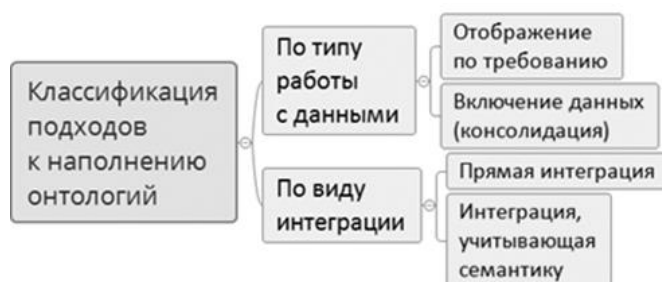 Классификация
подходов
к наполнению
онтологий
По типу
работы
с данными
Отображение
по требованию
Включение данных
(консолидация)
По виду
интеграции
Прямая интеграция
Интеграция,
учитывающая
семантику